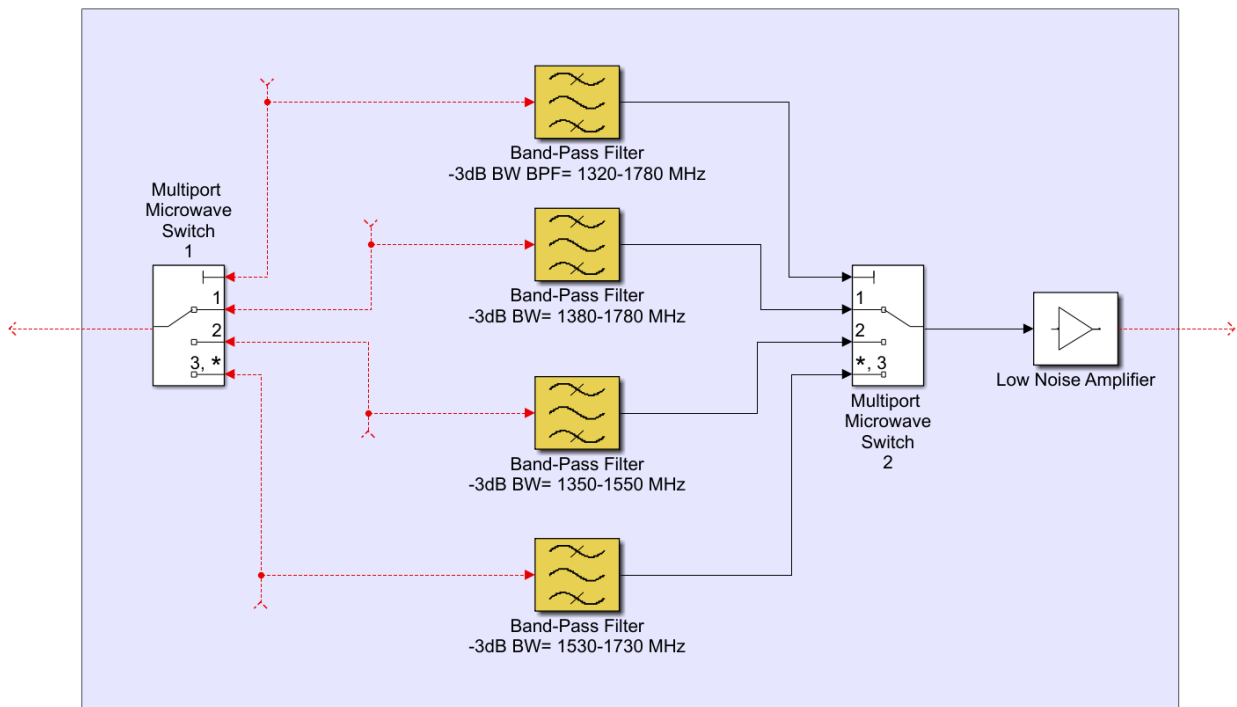 Band-Pass Filter
-3dB BW BPF= 1320-1780 MHz
Multiport
Microwave
Switch
1
1
2
3, *
Band-Pass Filter
-3dB BW= 1380-1780 MHz
1
2
*, 3
Multiport
Microwave
Switch
2
Low Noise Amplifier
Band-Pass Filter
-3dB BW= 1350-1550 MHz
Band-Pass Filter
-3dB BW= 1530-1730 MHz